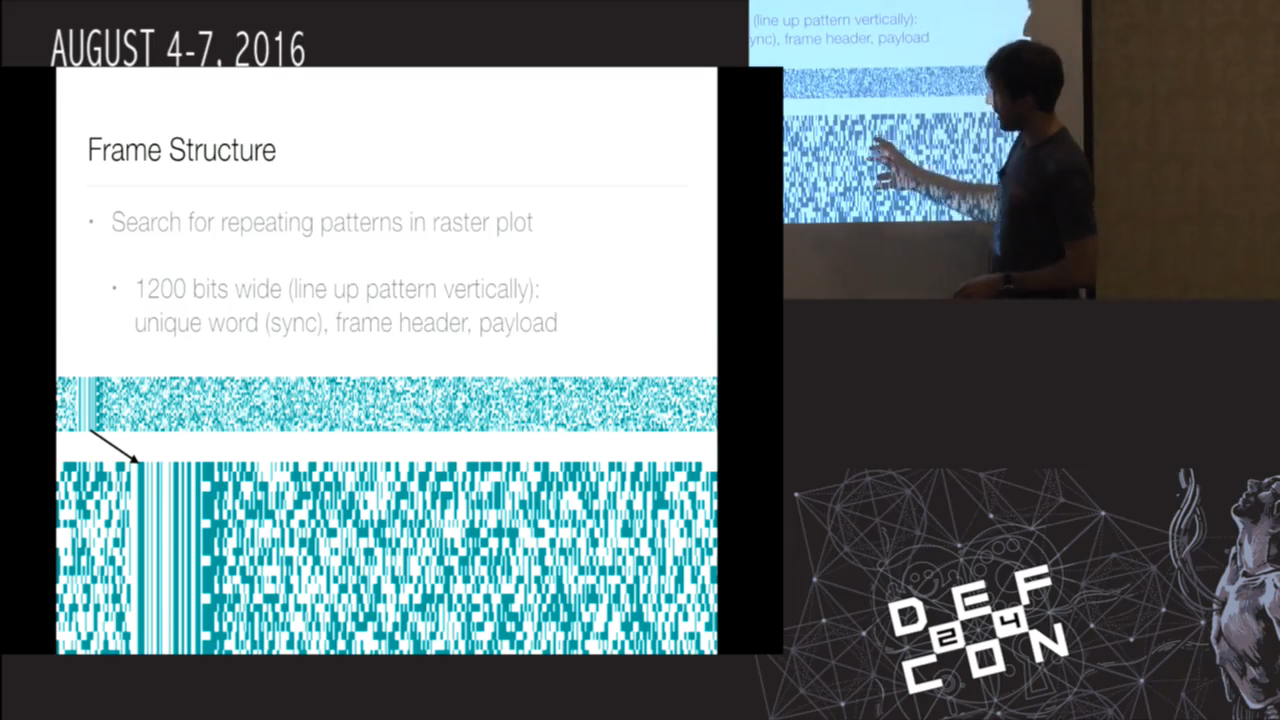 AUGUST 4-7, 2016
Frame Structure
• Search for repeating patterns in raster plot
• 1200 bits wide (line up pattern vertically):
unique word (sync), frame header, payload
(line up pattern vertically):
ync), frame header, payload
DEF
24
CON